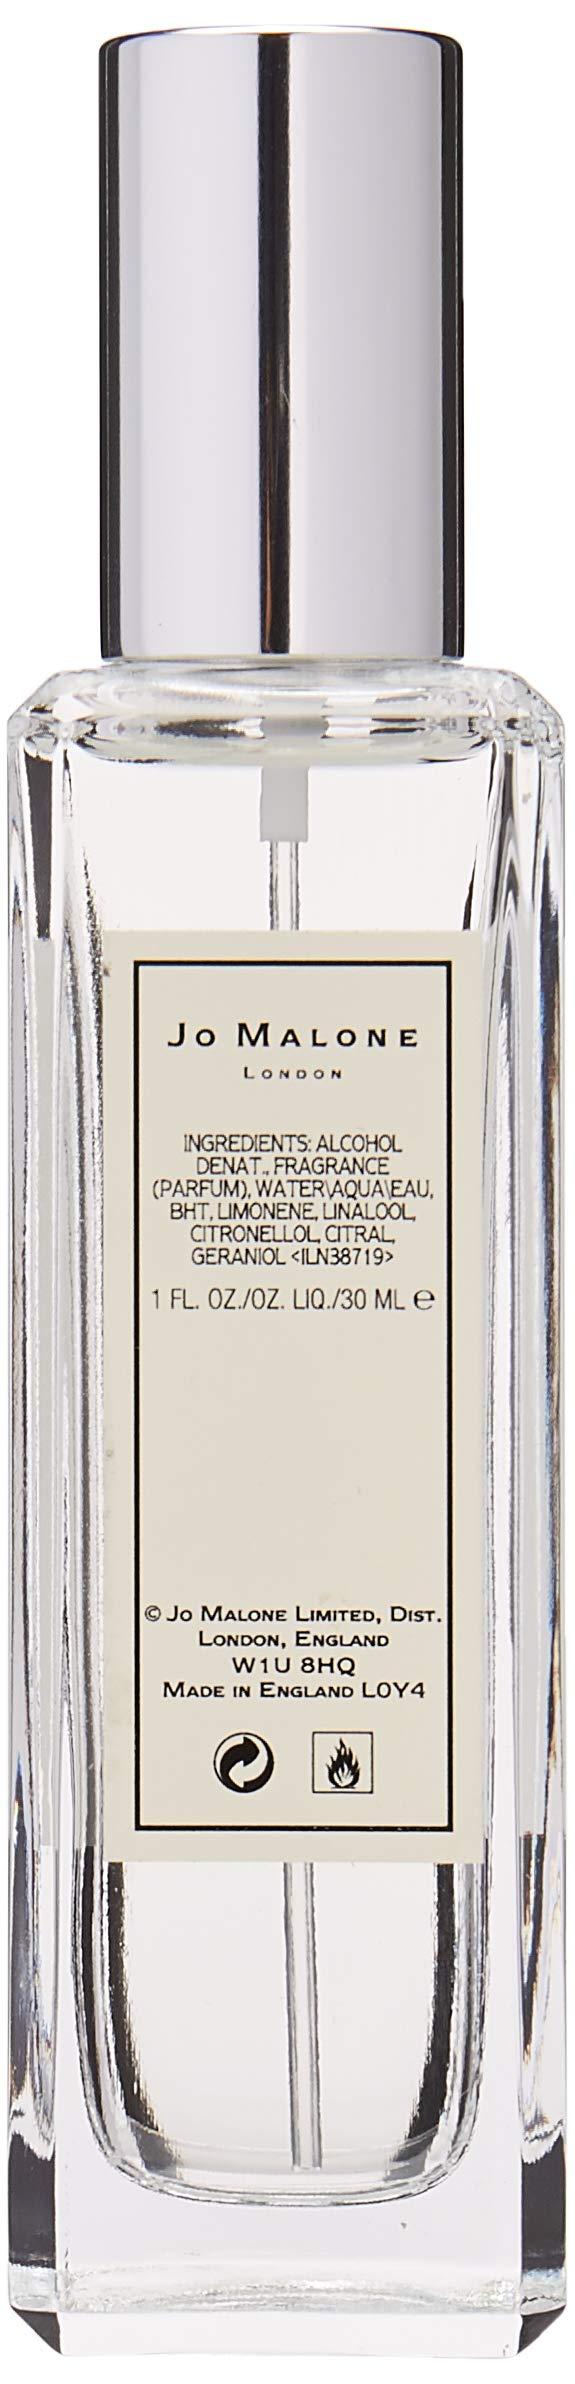 JO MALONE
LONDON
INGREDIENTS: ALCOHOL
DENAT., FRAGRANCE
(PARFUM), WATER\AQUA\EAU,
BHT, LIMONENE, LINALOOL,
CITRONELLOL, CITRAL,
GERANIOL <ILN38719>
1 FL. OZ./OZ. LIQ./30 ML ℮
© JO MALONE LIMITED, DIST.
LONDON, ENGLAND
W1U 8HQ
MADE IN ENGLAND LOY4